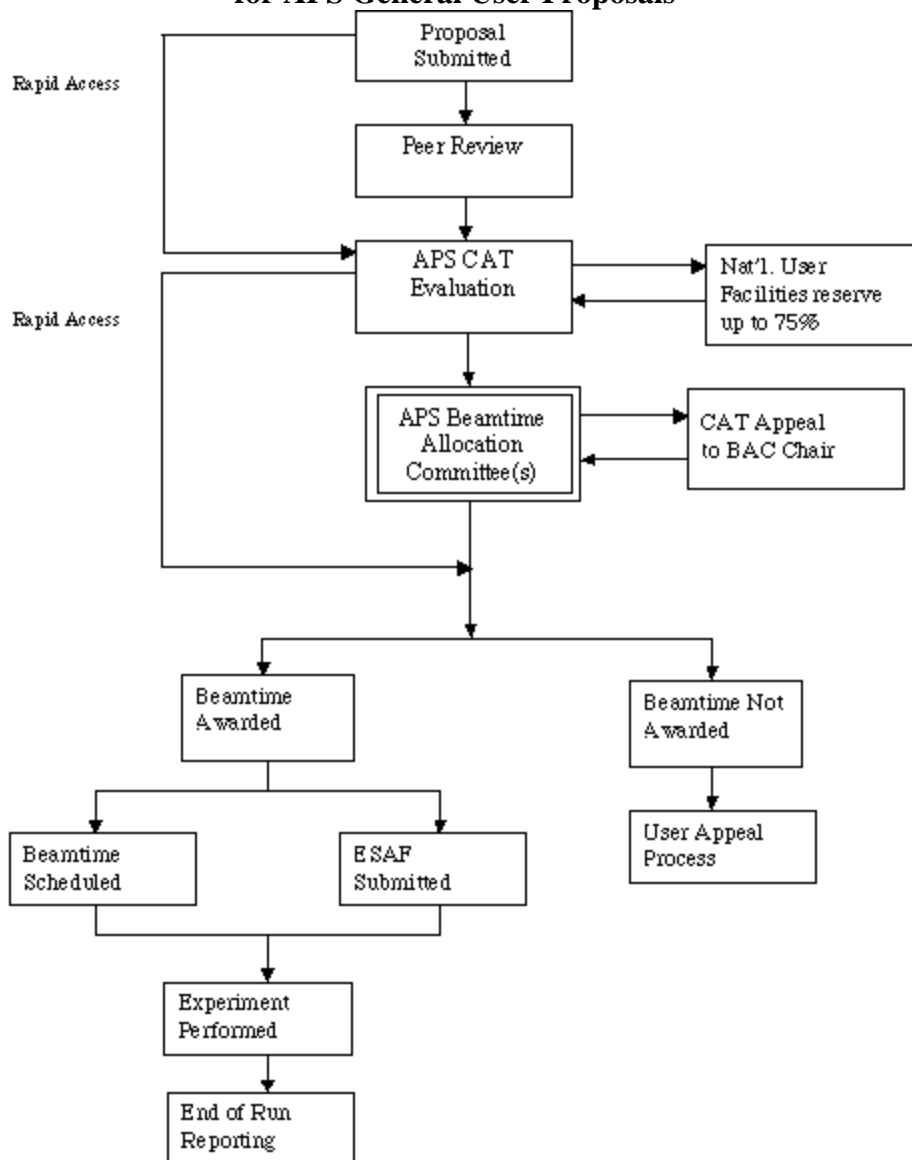 for APS General User Proposals
Proposal
Submitted
Rapid Access
Peer Review
APS CAT
Evaluation
Nat'l. User
Facilities reserve
up to 75%
Rapid Access
APS Beamtime
Allocation
Committee(s)
CAT Appeal
to BAC Chair
Beamtime
Awarded
Beamtime Not
Awarded
Beamtime
Scheduled
ESAF
Submitted
User Appeal
Process
Experiment
Performed
End of Run
Reporting